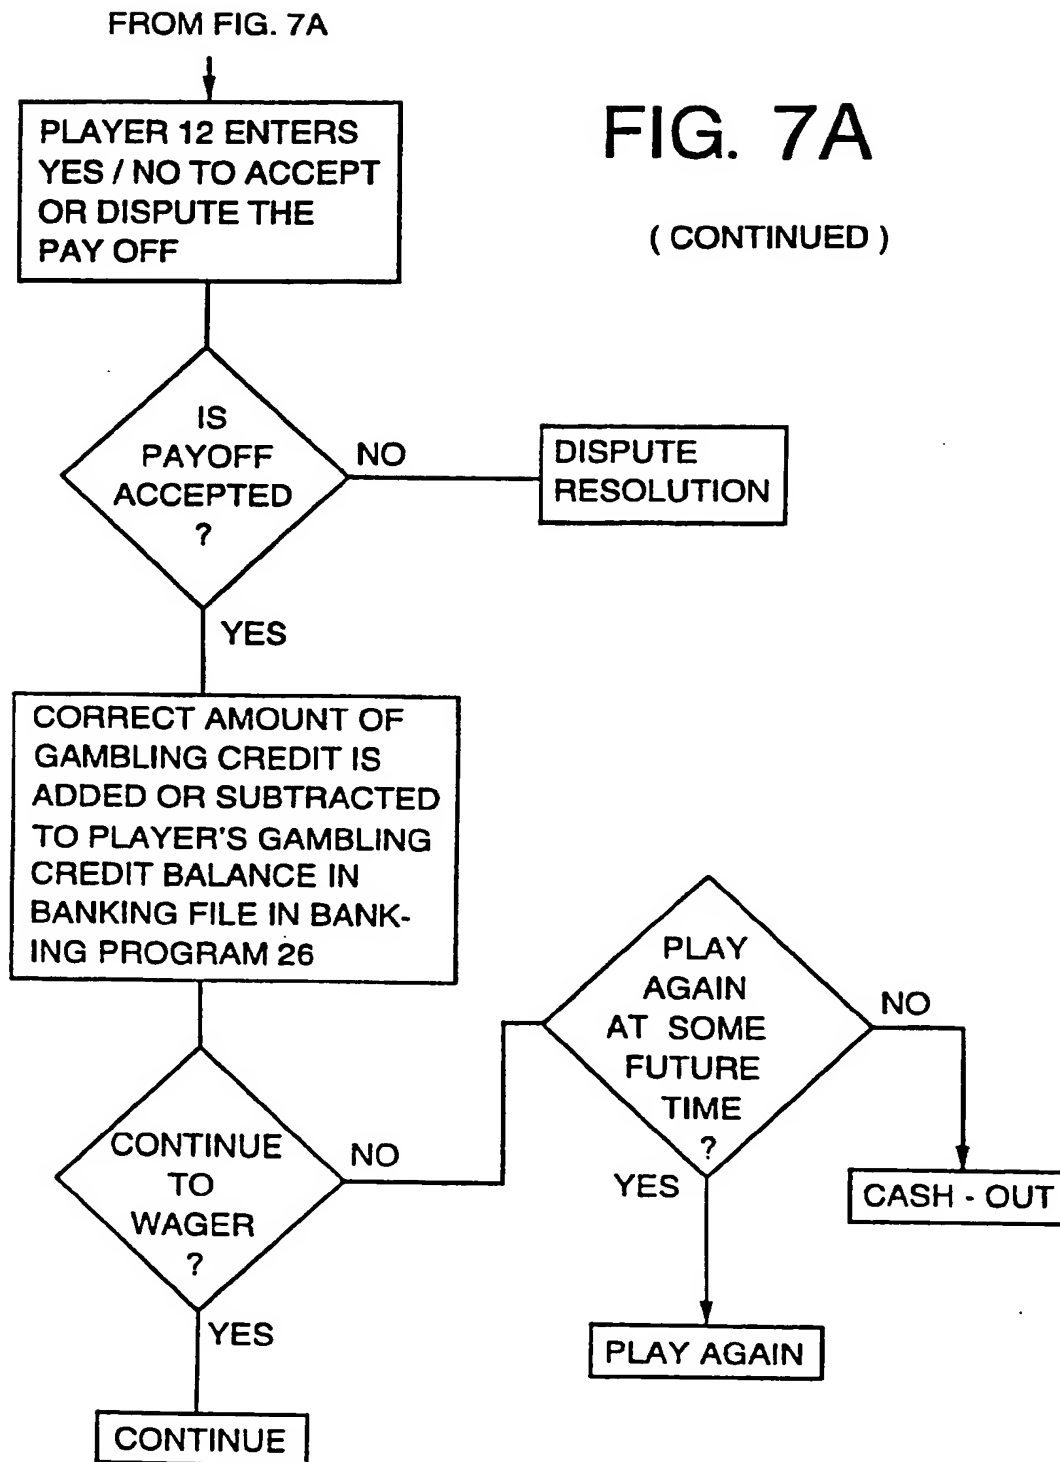 FROM FIG. 7A
FIG. 7A
( CONTINUED )
PLAYER 12 ENTERS
YES / NO TO ACCEPT
OR DISPUTE THE
PAY OFF
IS
PAYOFF
ACCEPTED
?
NO
DISPUTE
RESOLUTION
YES
CORRECT AMOUNT OF
GAMBLING CREDIT IS
ADDED OR SUBTRACTED
TO PLAYER'S GAMBLING
CREDIT BALANCE IN
BANKING FILE IN BANK-
ING PROGRAM 26
CONTINUE
TO
WAGER
?
NO
PLAY
AGAIN
AT SOME
FUTURE
TIME
?
NO
CASH - OUT
YES
PLAY AGAIN
YES
CONTINUE